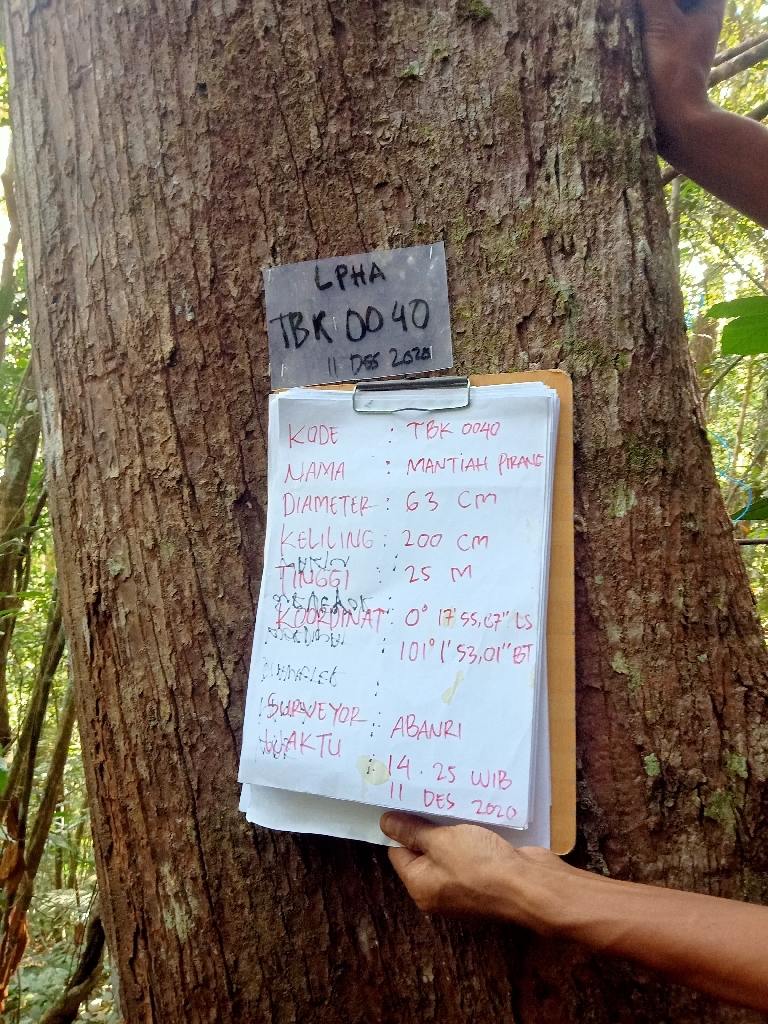 LPHA
TBK 0040
11 DES 2020
KODE : TBK 0040
NAMA : MANTIAH PIRANG
DIAMETER : 63 CM
KELILING : 200 CM
TINGGI : 25 M
KOORDINAT : 0° 17' 55,67" LS
101° 1' 53,01" BT
SURVEYOR : ABANRI
WAKTU : 14.25 WIB
11 DES 2020